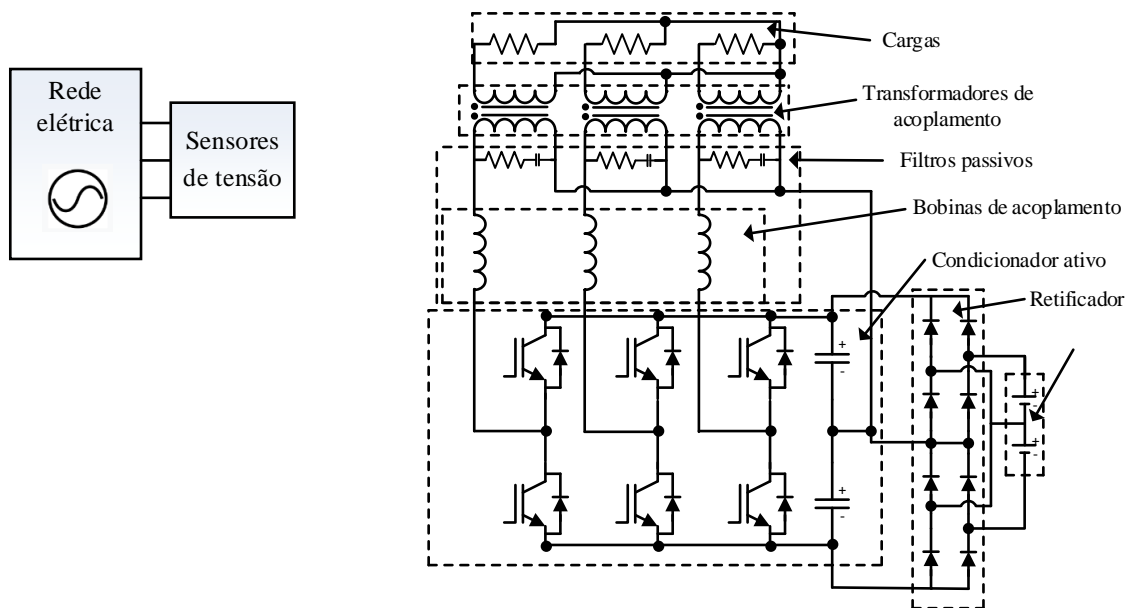 Rede
elétrica
Sensores
de tensão
Cargas
Transformadores de
acoplamento
Filtros passivos
Bobinas de acoplamento
Condicionador ativo
Retificador
+
-
+
-
+
-
+
-